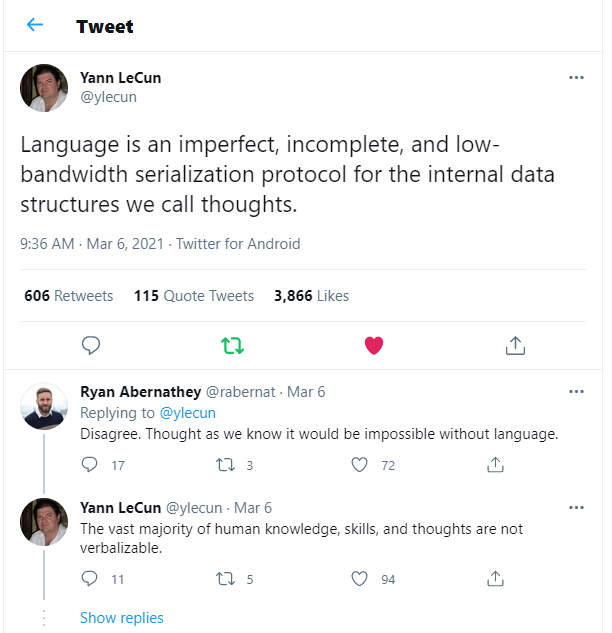 Tweet
Yann LeCun
@ylecun
Language is an imperfect, incomplete, and low-
bandwidth serialization protocol for the internal data
structures we call thoughts.
9:36 AM · Mar 6, 2021 · Twitter for Android
606 Retweets 115 Quote Tweets 3,866 Likes
Ryan Abernathey @rabernat · Mar 6
Replying to @ylecun
Disagree. Thought as we know it would be impossible without language.
17 3 72
Yann LeCun @ylecun · Mar 6
The vast majority of human knowledge, skills, and thoughts are not
verbalizable.
11 5 94
Show replies